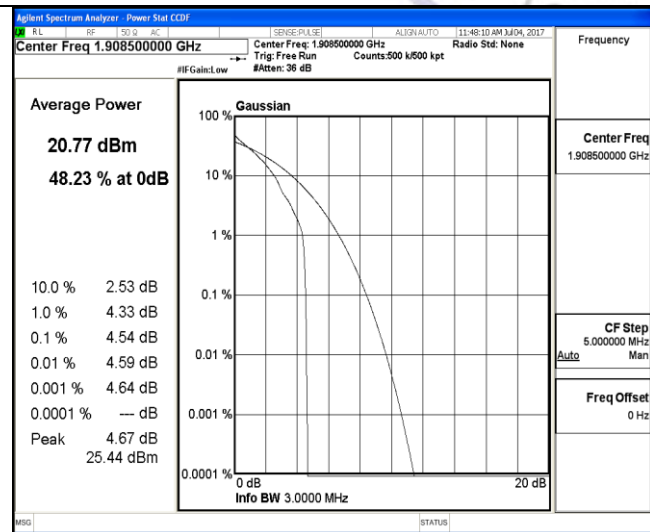 Agilent Spectrum Analyzer - Power Stat CCDF
RL RF 50 Ω AC SENSE:PULSE ALIGN AUTO 11:48:10 AM Jul 04, 2017
Center Freq 1.908500000 GHz
Center Freq: 1.908500000 GHz Radio Std: None
Trig: Free Run Counts:500 k/500 kpt
#IFGain:Low #Atten: 36 dB
Frequency
Average Power
20.77 dBm
48.23 % at 0dB
10.0 % 2.53 dB
1.0 % 4.33 dB
0.1 % 4.54 dB
0.01 % 4.59 dB
0.001 % 4.64 dB
0.0001 % --- dB
Peak 4.67 dB
25.44 dBm
Gaussian
100 %
10 %
1 %
0.1 %
0.01 %
0.001 %
0.0001 %
0 dB 20 dB
Info BW 3.0000 MHz
Center Freq
1.908500000 GHz
CF Step
5.000000 MHz
Auto Man
Freq Offset
0 Hz
MSG STATUS